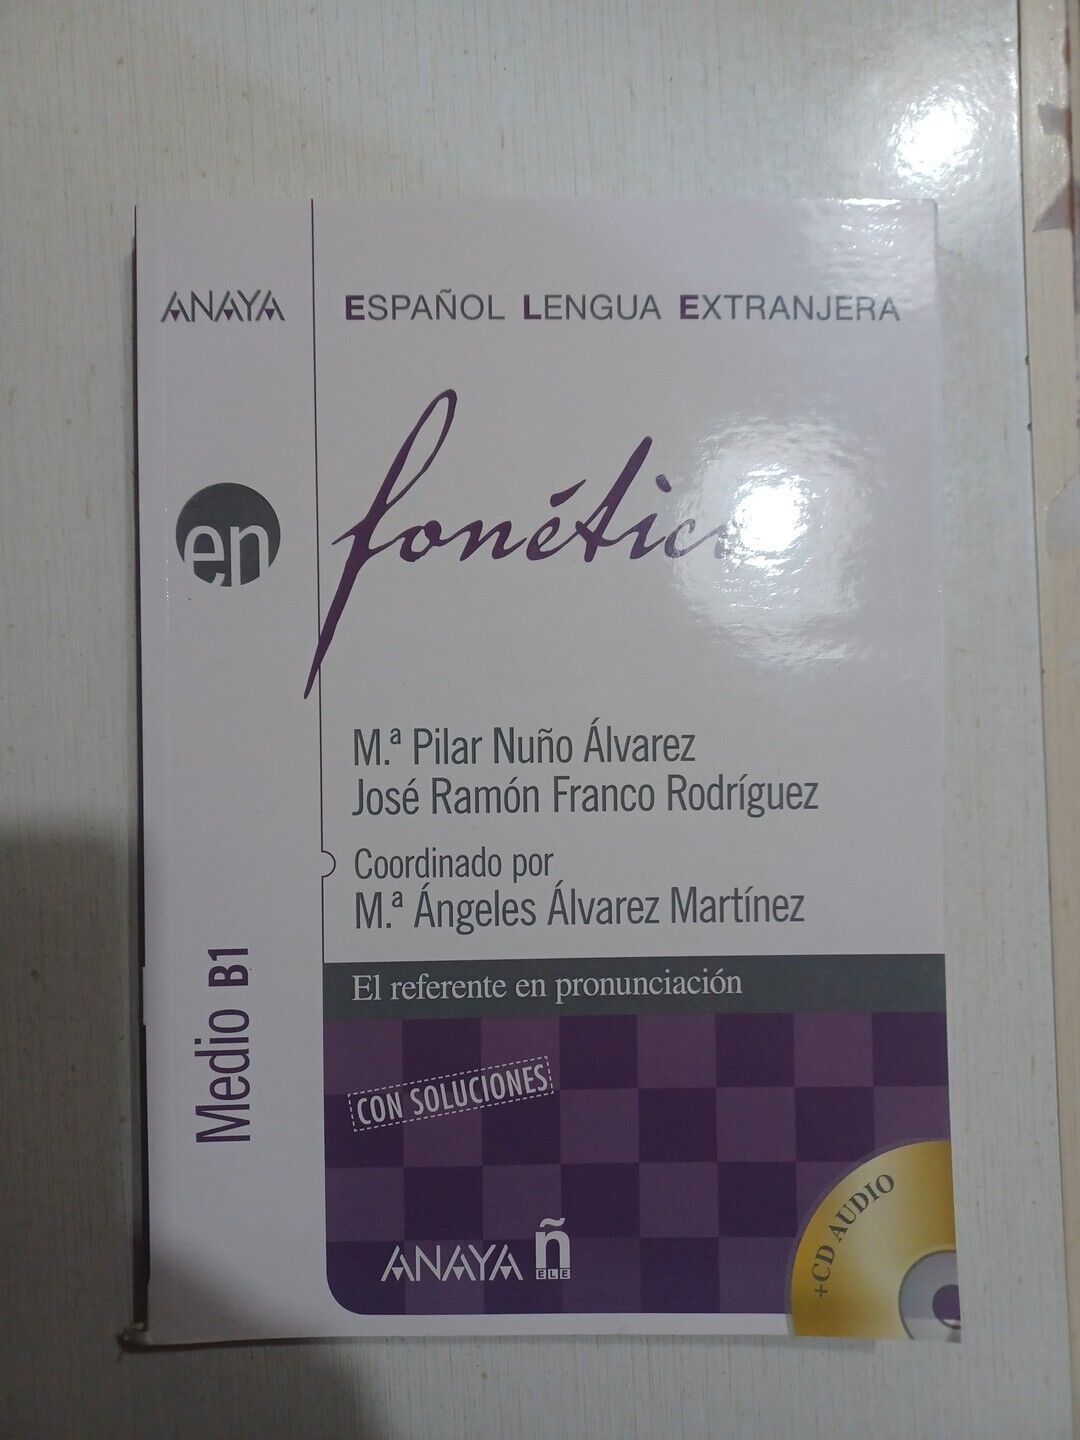 ANAYA
ESPAÑOL LENGUA EXTRANJERA
en
M.ª Pilar Nuño Álvarez
José Ramón Franco Rodríguez
Coordinado por
M.ª Ángeles Álvarez Martínez
Medio B1
El referente en pronunciación
CON SOLUCIONES
ANAYA ñ
ELE
+CD AUDIO